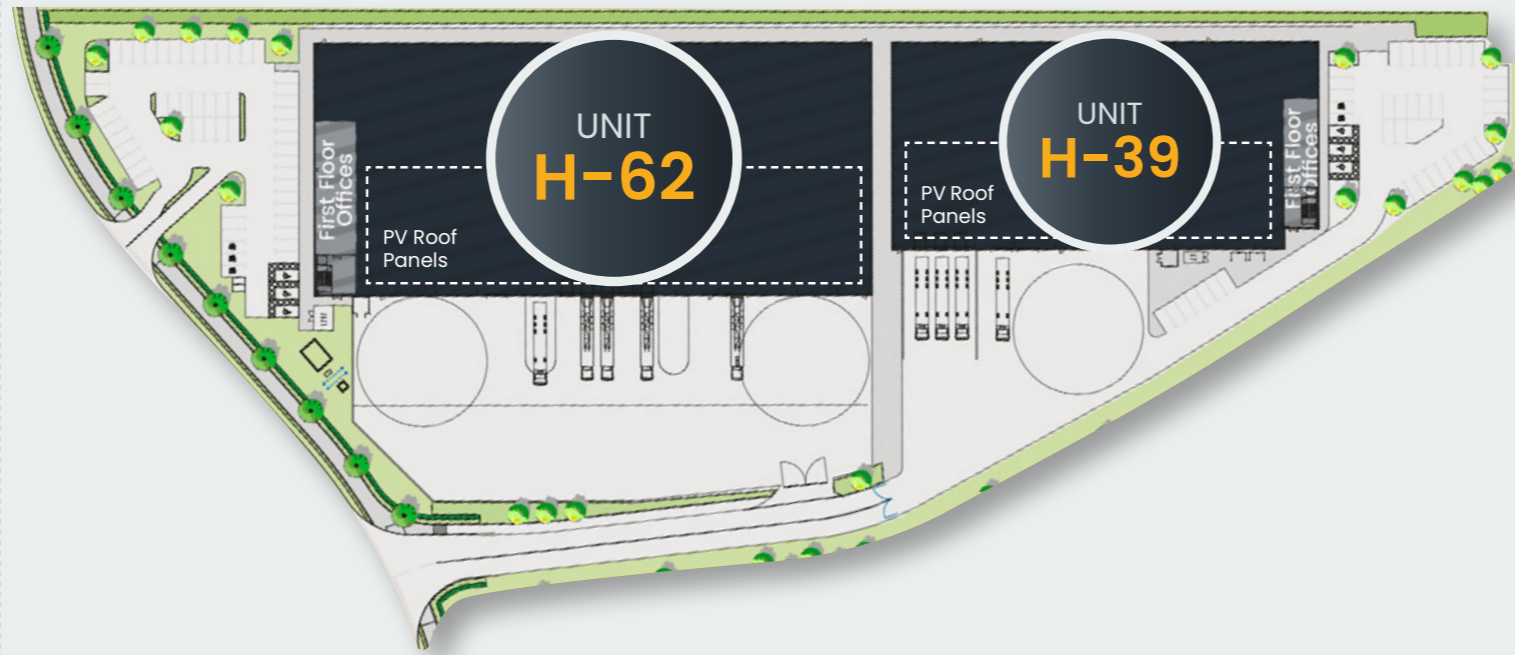 UNIT
H-62
First Floor
Offices
PV Roof
Panels
UNIT
H-39
PV Roof
Panels
First Floor
Offices